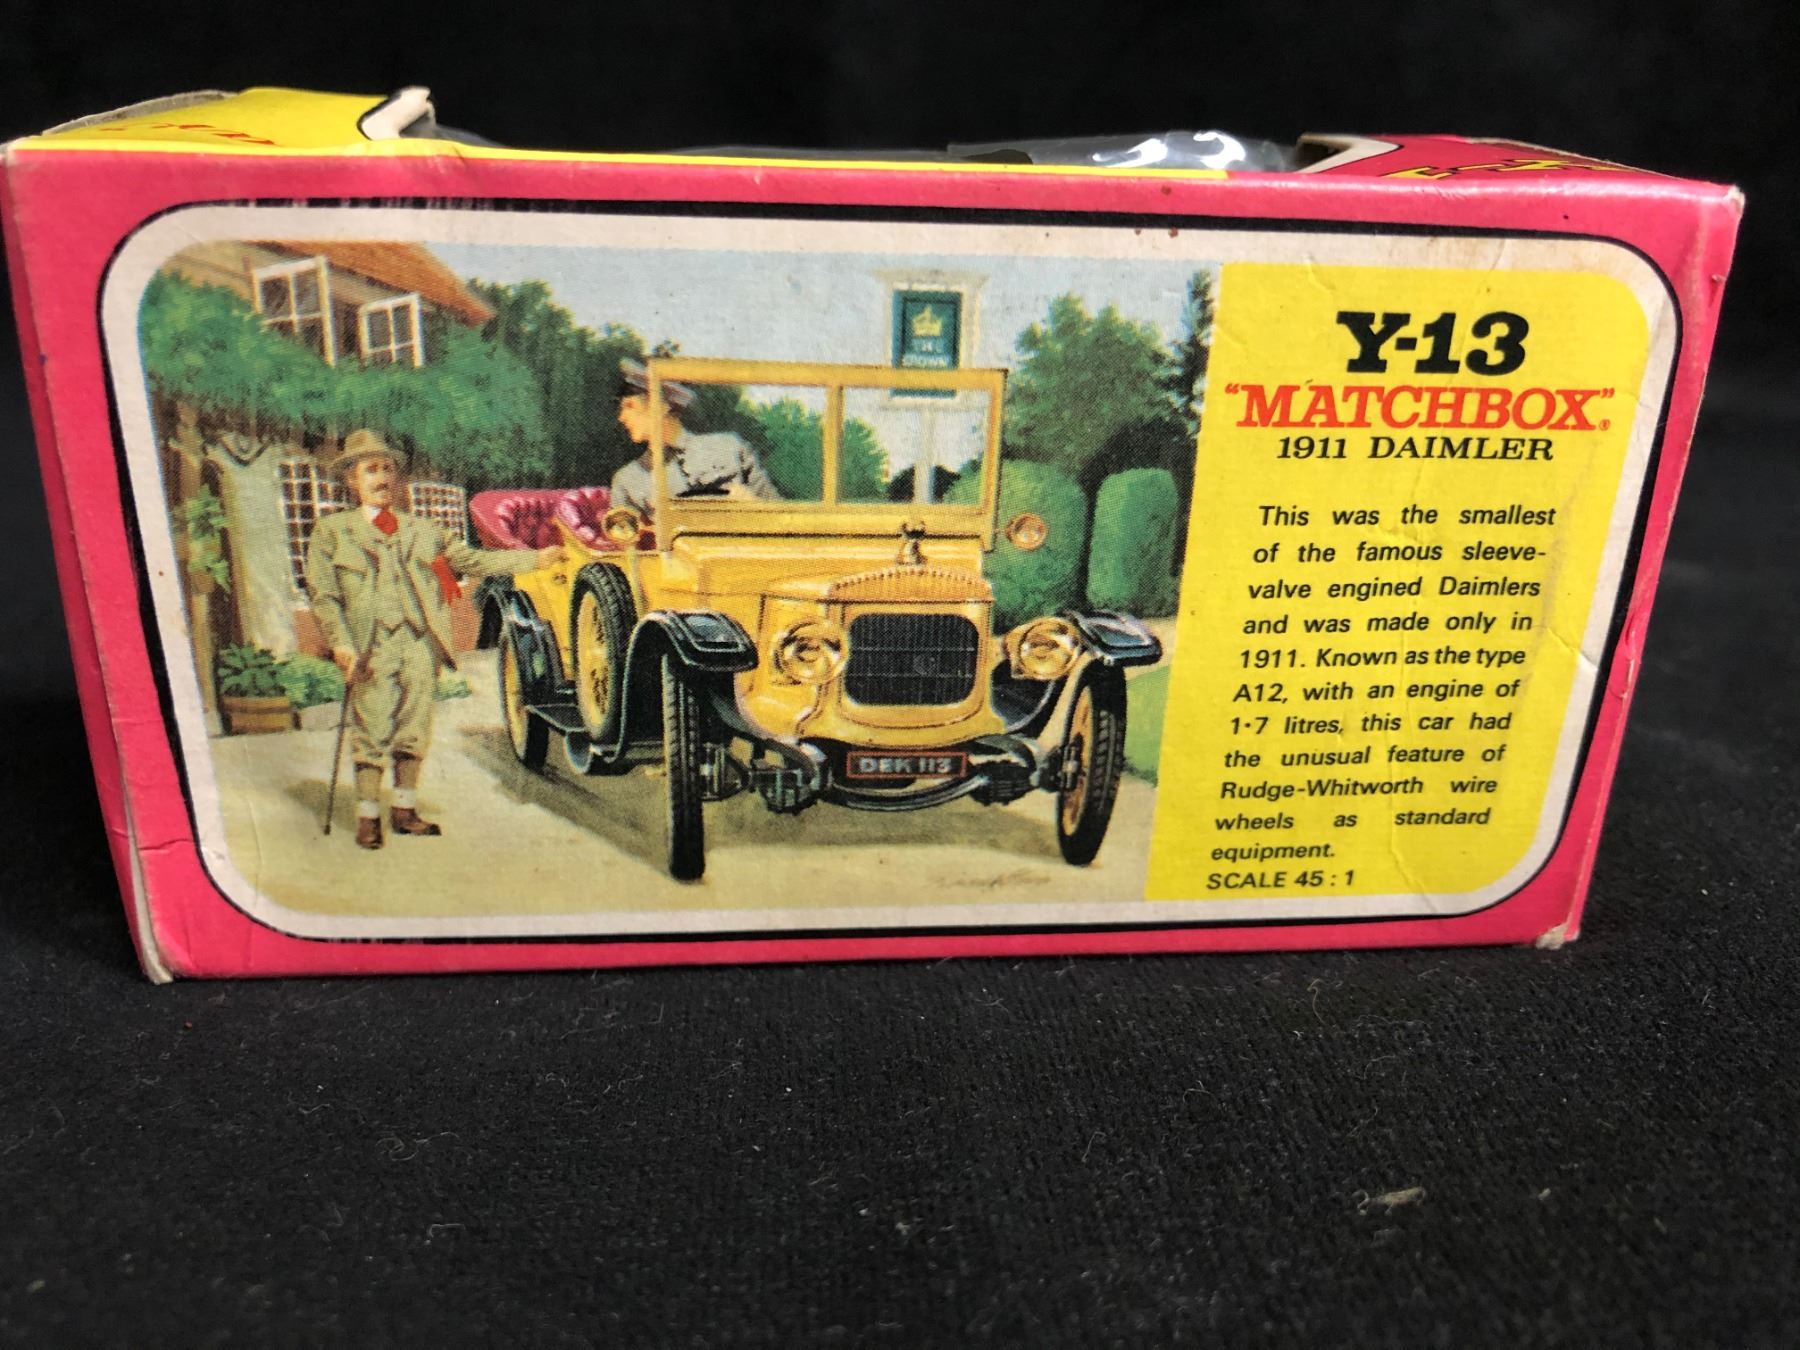 THE
CROWN
DEK 113
Y-13
"MATCHBOX"®
1911 DAIMLER
This was the smallest
of the famous sleeve-
valve engined Daimlers
and was made only in
1911. Known as the type
A12, with an engine of
1·7 litres, this car had
the unusual feature of
Rudge-Whitworth wire
wheels as standard
equipment.
SCALE 45 : 1